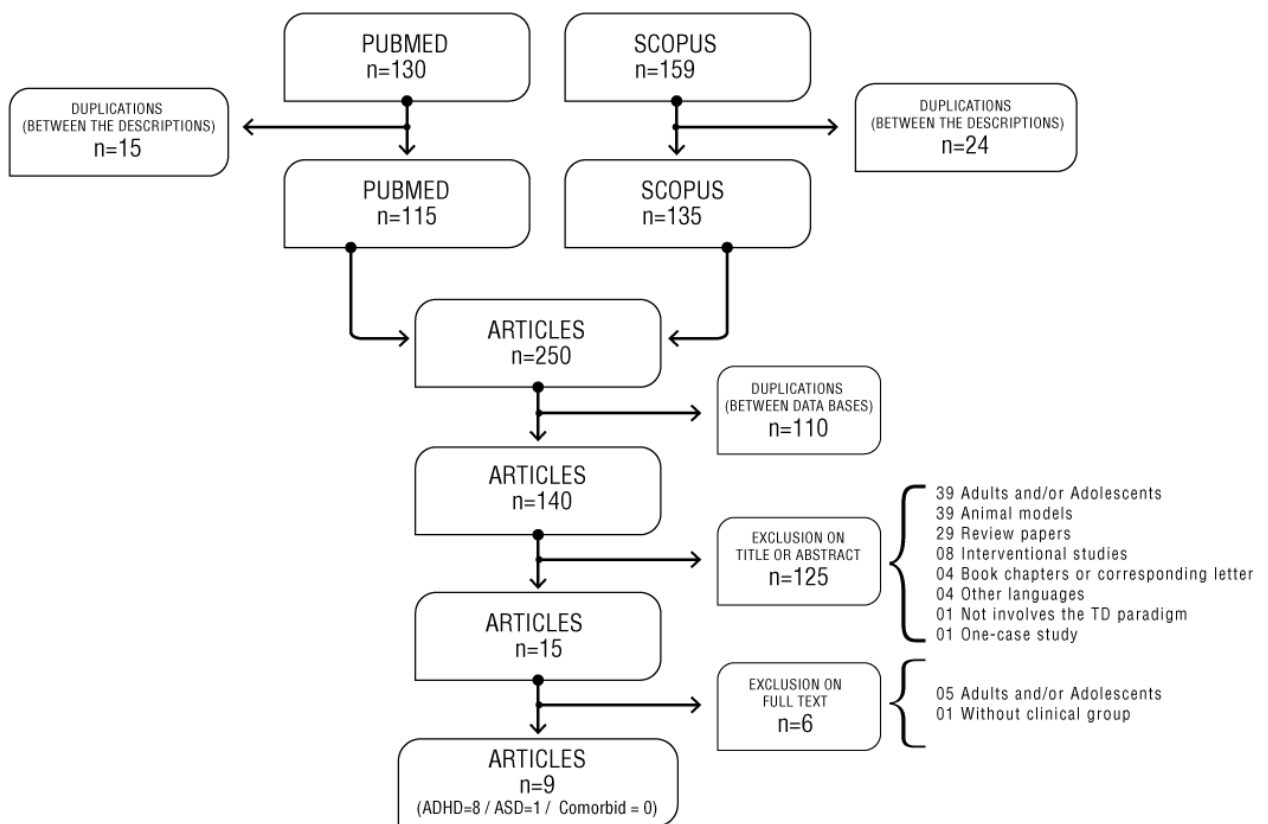 PUBMED
n=130
SCOPUS
n=159
DUPLICATIONS
(BETWEEN THE DESCRIPTIONS)
n=15
DUPLICATIONS
(BETWEEN THE DESCRIPTIONS)
n=24
PUBMED
n=115
SCOPUS
n=135
ARTICLES
n=250
DUPLICATIONS
(BETWEEN DATA BASES)
n=110
ARTICLES
n=140
EXCLUSION ON
TITLE OR ABSTRACT
n=125
39 Adults and/or Adolescents
39 Animal models
29 Review papers
08 Interventional studies
04 Book chapters or corresponding letter
04 Other languages
01 Not involves the TD paradigm
01 One-case study
ARTICLES
n=15
EXCLUSION ON
FULL TEXT
n=6
05 Adults and/or Adolescents
01 Without clinical group
ARTICLES
n=9
(ADHD=8 / ASD=1 / Comorbid = 0)